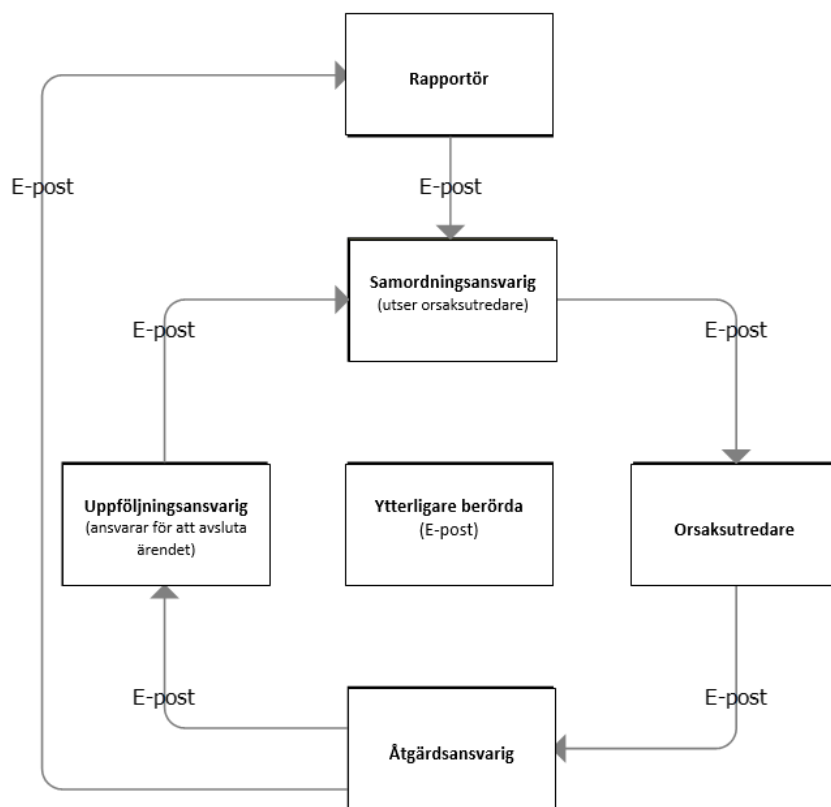 Rapportör
E-post
E-post
Samordningsansvarig
(utser orsaksutredare)
E-post
E-post
Uppföljningsansvarig
(ansvarar för att avsluta
ärendet)
Ytterligare berörda
(E-post)
Orsaksutredare
E-post
E-post
Åtgärdsansvarig